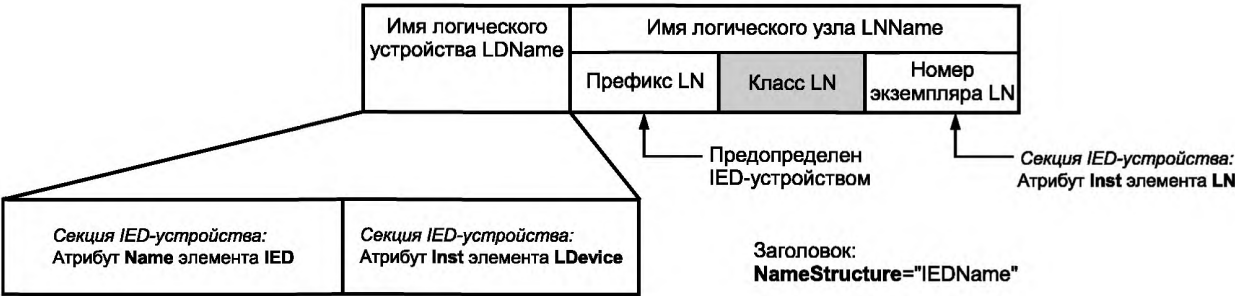 Имя логического
устройства LDName
Имя логического узла LNName
Префикс LN
Класс LN
Номер
экземпляра LN
Предопределен
IED-устройством
Секция IED-устройства:
Атрибут Inst элемента LN
Секция IED-устройства:
Атрибут Name элемента IED
Секция IED-устройства:
Атрибут Inst элемента LDevice
Заголовок:
NameStructure="IEDName"